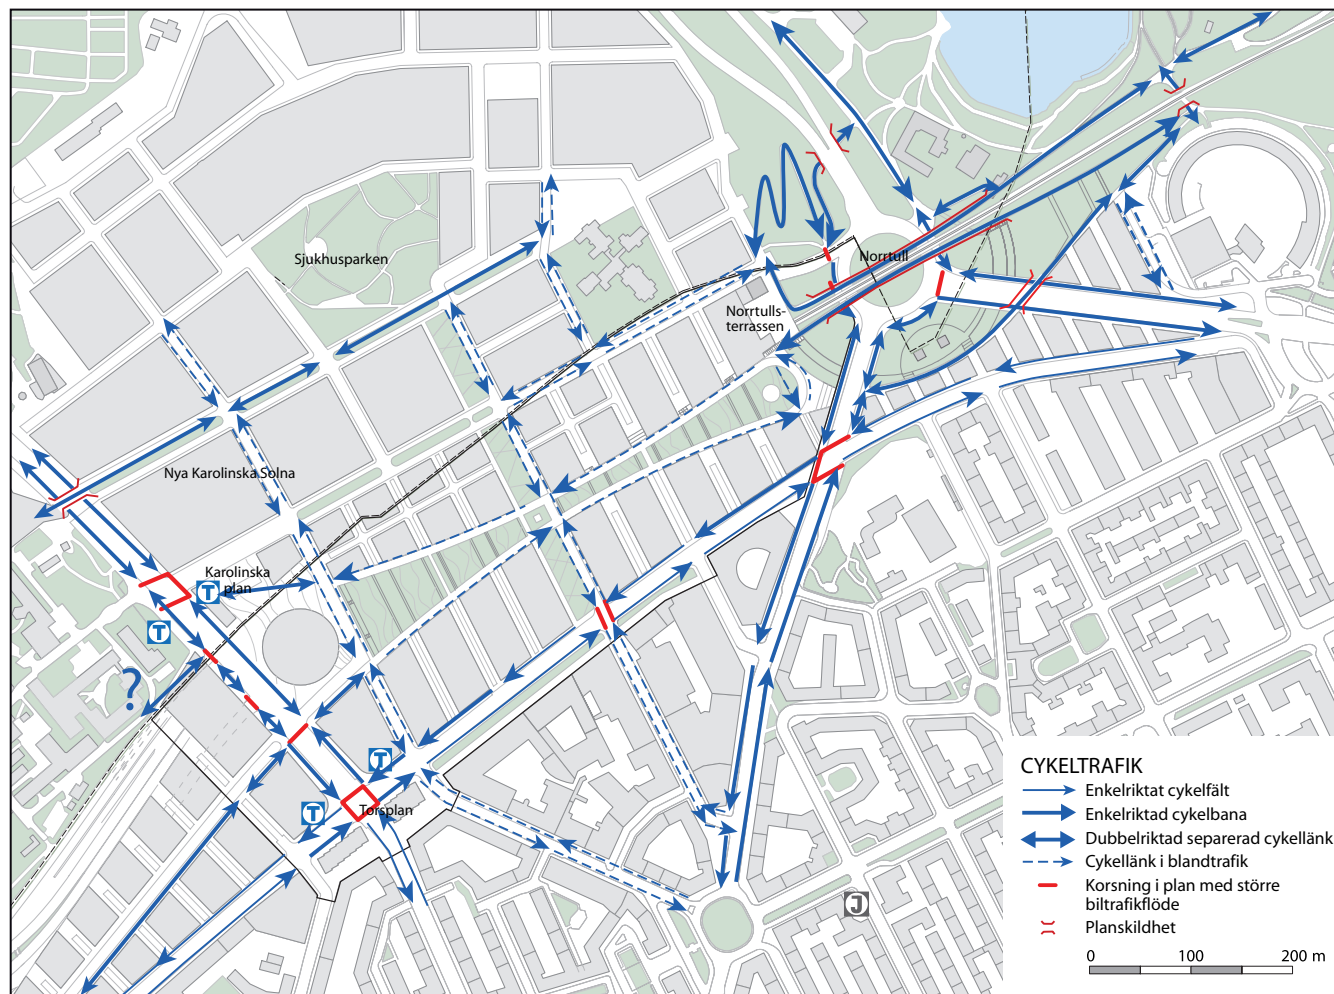 Norrtull
Sjukhusparken
Norrtulls-
terrassen
Nya Karolinska Solna
Karolinska
plan
T
T
?
T
T
Torsplan
J
CYKELTRAFIK
Enkelriktat cykelfält
Enkelriktad cykelbana
Dubbelriktad separerad cykellänk
Cykellänk i blandtrafik
Korsning i plan med större
biltrafikflöde
Planskildhet
0 100 200 m